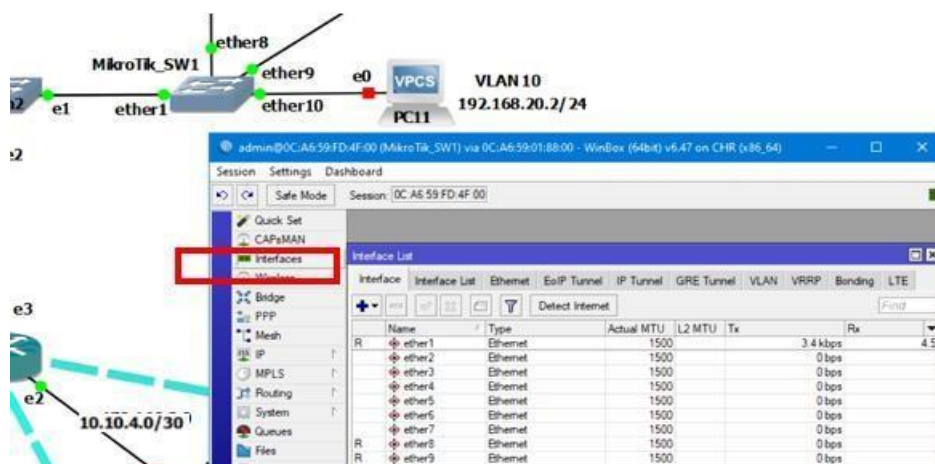 ether8
MikroTik_SW1
ether9
e0
VPCS
VLAN 10
e1
ether1
ether10
192.168.20.2/24
PC11
admin@0C:A6:59:FD:4F:00 (MikroTik_SW1) via 0C:A6:59:01:88:00 - WinBox (64bit) v6.47 on CHR (x86_64)
Session Settings Dashboard
Safe Mode Session: 0C:A6:59:FD:4F:00
Quick Set
CAPsMAN
Interfaces
Wireless
Bridge
PPP
Mesh
IP
MPLS
Routing
System
Queues
Files
Interface List
Interface Interface List Ethernet EoIP Tunnel IP Tunnel GRE Tunnel VLAN VRRP Bonding LTE
Detect Internet Find
Name Type Actual MTU L2 MTU Tx Rx
R ether1 Ethernet 1500 3.4 kbps 4.5
ether2 Ethernet 1500 0 bps
ether3 Ethernet 1500 0 bps
ether4 Ethernet 1500 0 bps
ether5 Ethernet 1500 0 bps
ether6 Ethernet 1500 0 bps
ether7 Ethernet 1500 0 bps
R ether8 Ethernet 1500 0 bps
R ether9 Ethernet 1500 0 bps
e3
e2